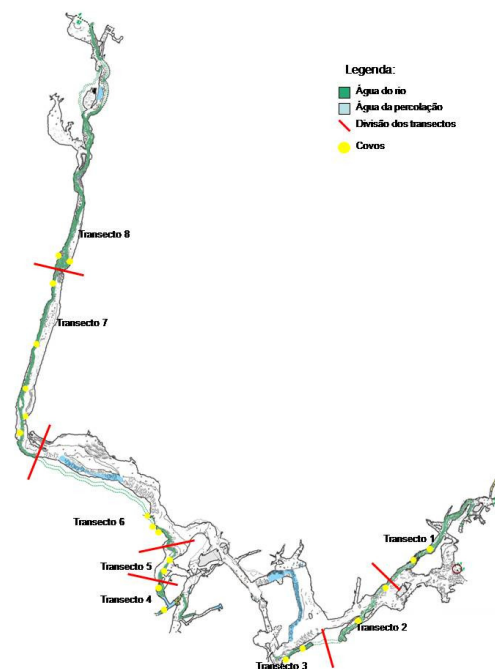 Legenda:
Água do rio
Água da percolação
Divisão dos transectos
Covos
Transecto 8
Transecto 7
Transecto 6
Transecto 5
Transecto 4
Transecto 1
Transecto 2
Transecto 3